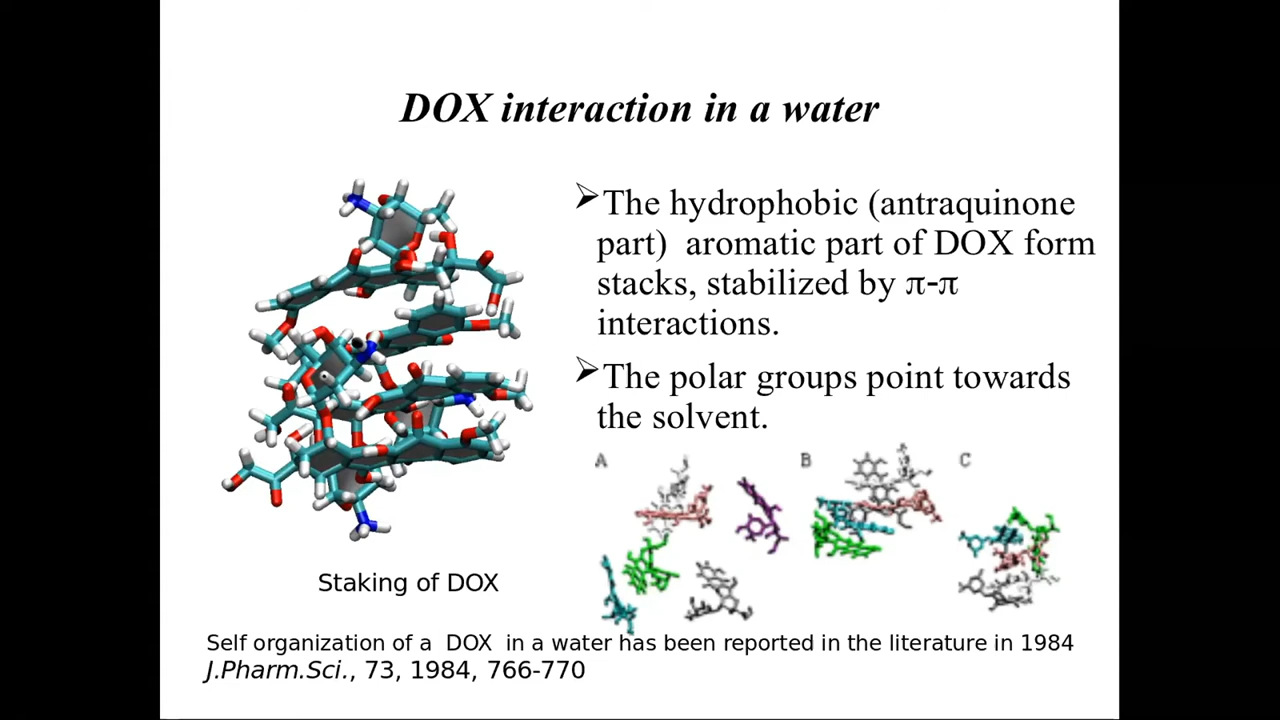 DOX interaction in a water
➢The hydrophobic (antraquinone
part)  aromatic part of DOX form
stacks, stabilized by π-π
interactions.
➢The polar groups point towards
the solvent.
A B C
Staking of DOX
Self organization of a  DOX  in a water has been reported in the literature in 1984
J.Pharm.Sci., 73, 1984, 766-770